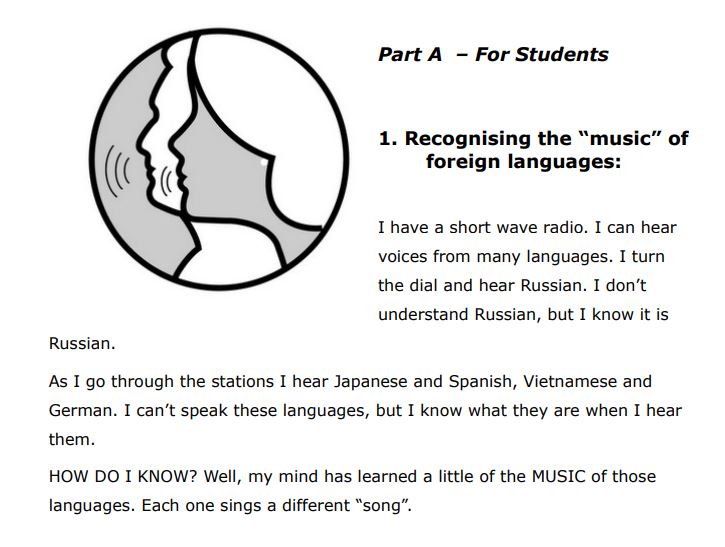 Part A  – For Students
1. Recognising the “music” of
foreign languages:
I have a short wave radio. I can hear
voices from many languages. I turn
the dial and hear Russian. I don’t
understand Russian, but I know it is
Russian.
As I go through the stations I hear Japanese and Spanish, Vietnamese and
German. I can’t speak these languages, but I know what they are when I hear
them.
HOW DO I KNOW? Well, my mind has learned a little of the MUSIC of those
languages. Each one sings a different “song”.